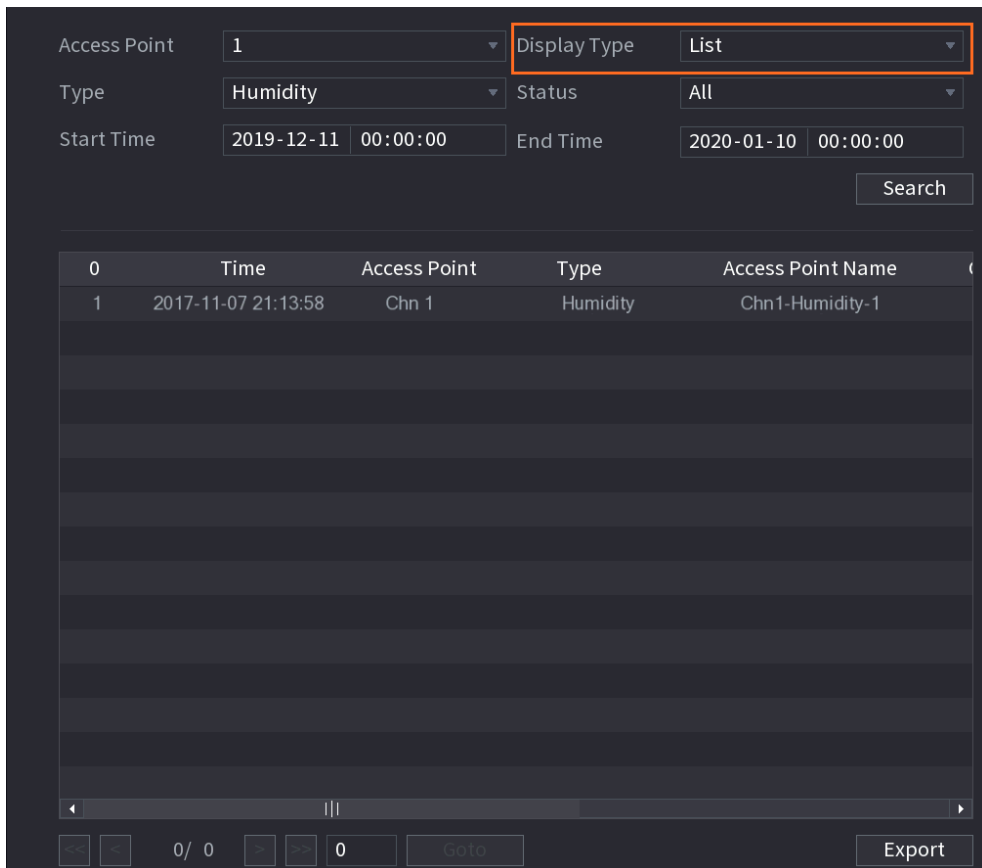 Access Point 1 Display Type List
Type Humidity Status All
Start Time 2019-12-11 00:00:00 End Time 2020-01-10 00:00:00
Search
0 Time Access Point Type Access Point Name
1 2017-11-07 21:13:58 Chn 1 Humidity Chn1-Humidity-1
<< < 0/ 0 > >> 0 Goto Export